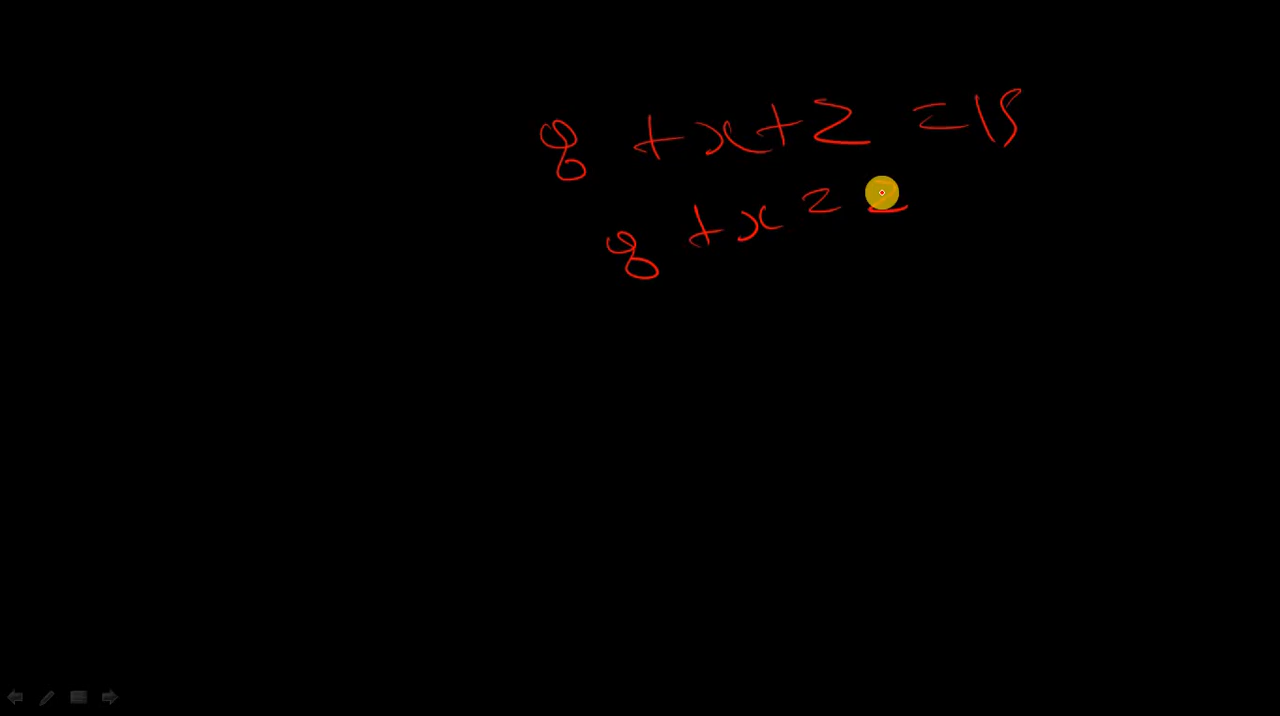 8 + x + 2 = 15
8 + x = 2